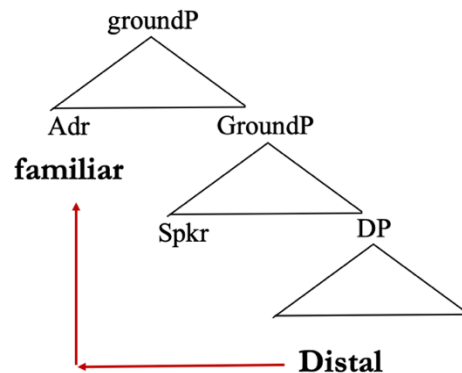 groundP
Adr GroundP
familiar
Spkr DP
Distal